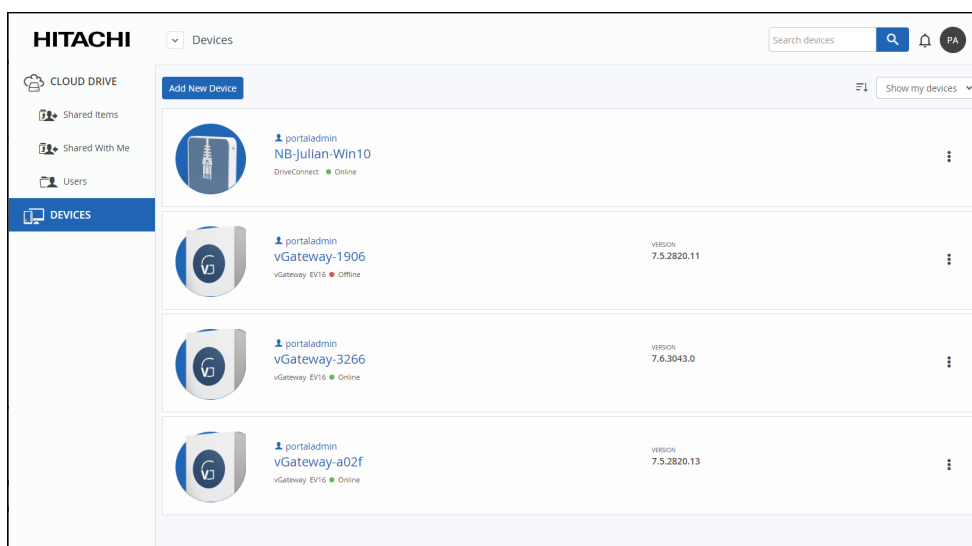 HITACHI
Devices
Search devices
PA
CLOUD DRIVE
Shared Items
Shared With Me
Users
DEVICES
Add New Device
Show my devices
portaladmin
NB-Julian-Win10
DriveConnect Online
portaladmin
vGateway-1906
vGateway EV16 Offline
VERSION
7.5.2820.11
portaladmin
vGateway-3266
vGateway EV16 Online
VERSION
7.6.3043.0
portaladmin
vGateway-a02f
vGateway EV16 Online
VERSION
7.5.2820.13